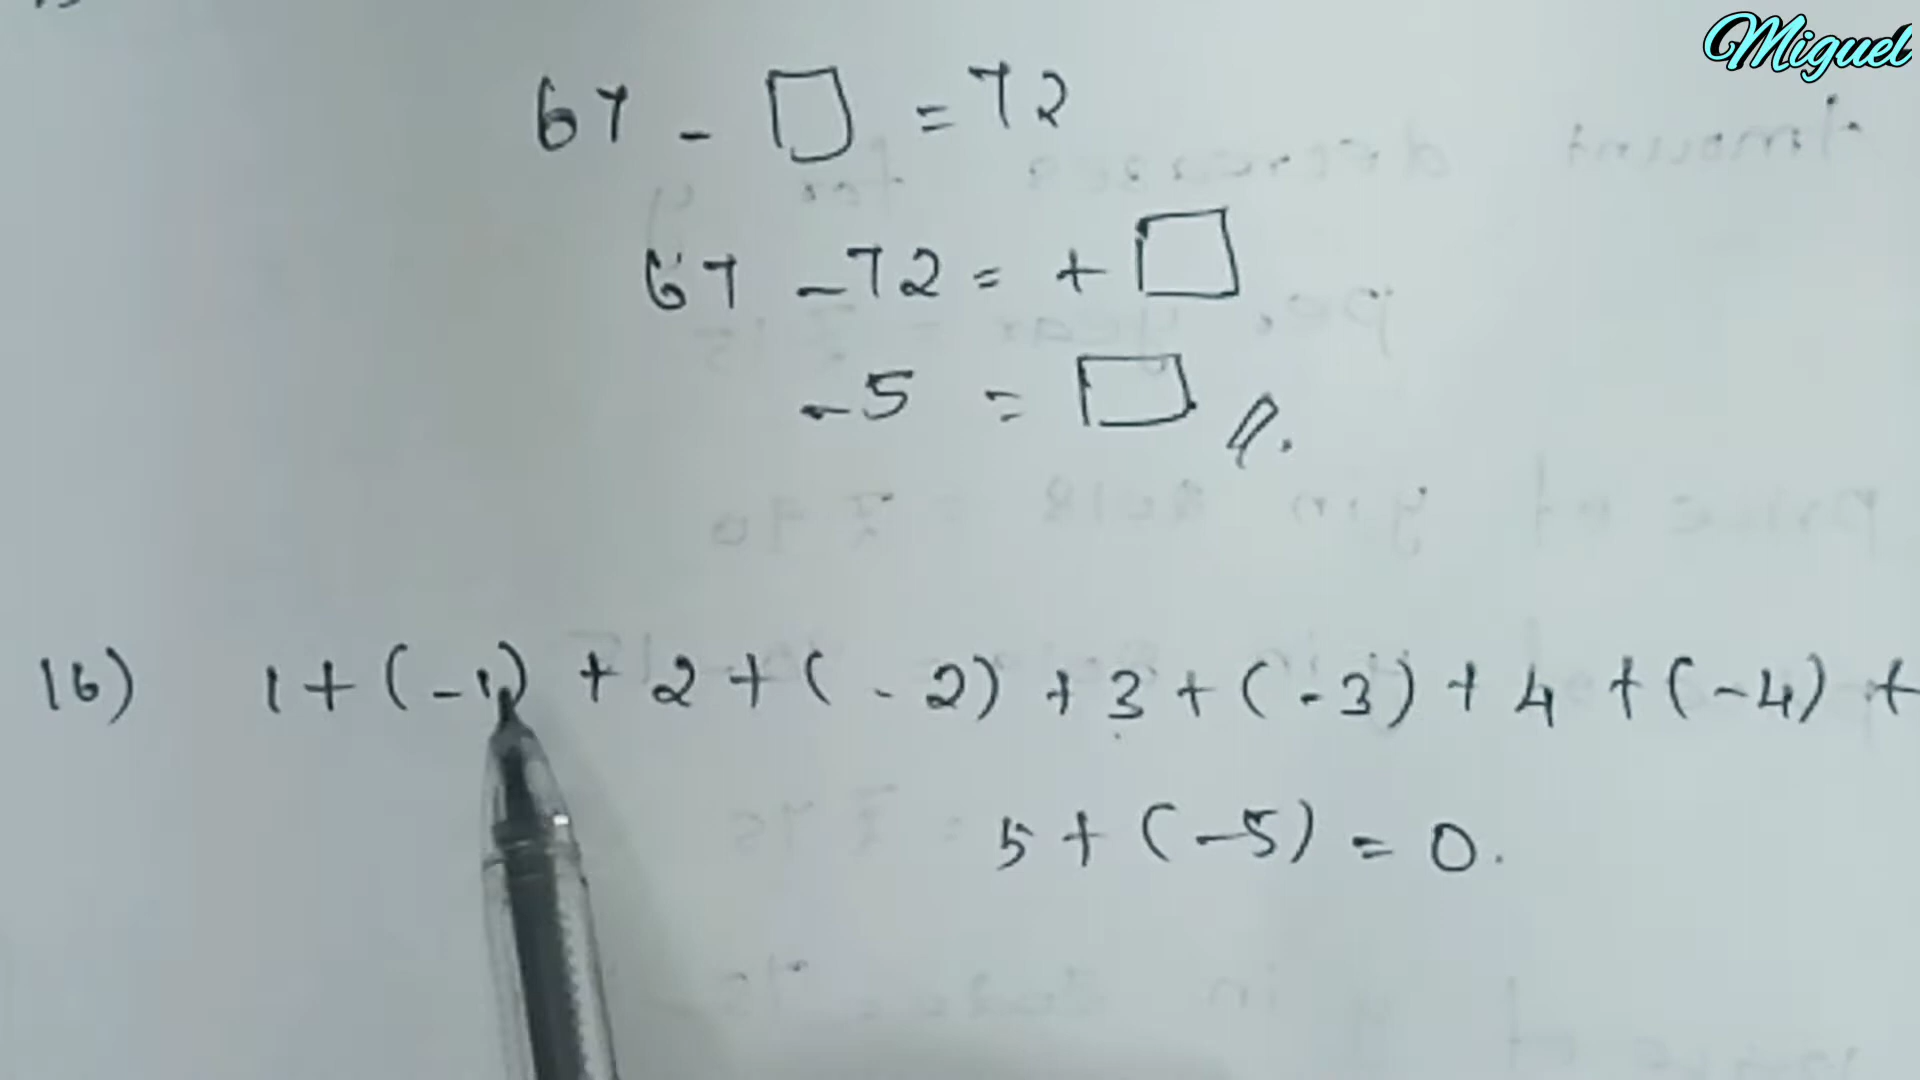 Miguel
67 - □ = 72
67 - 72 = + □
- 5 = □
16) 1 + (-1) + 2 + (-2) + 3 + (-3) + 4 + (-4) +
5 + (-5) = 0.